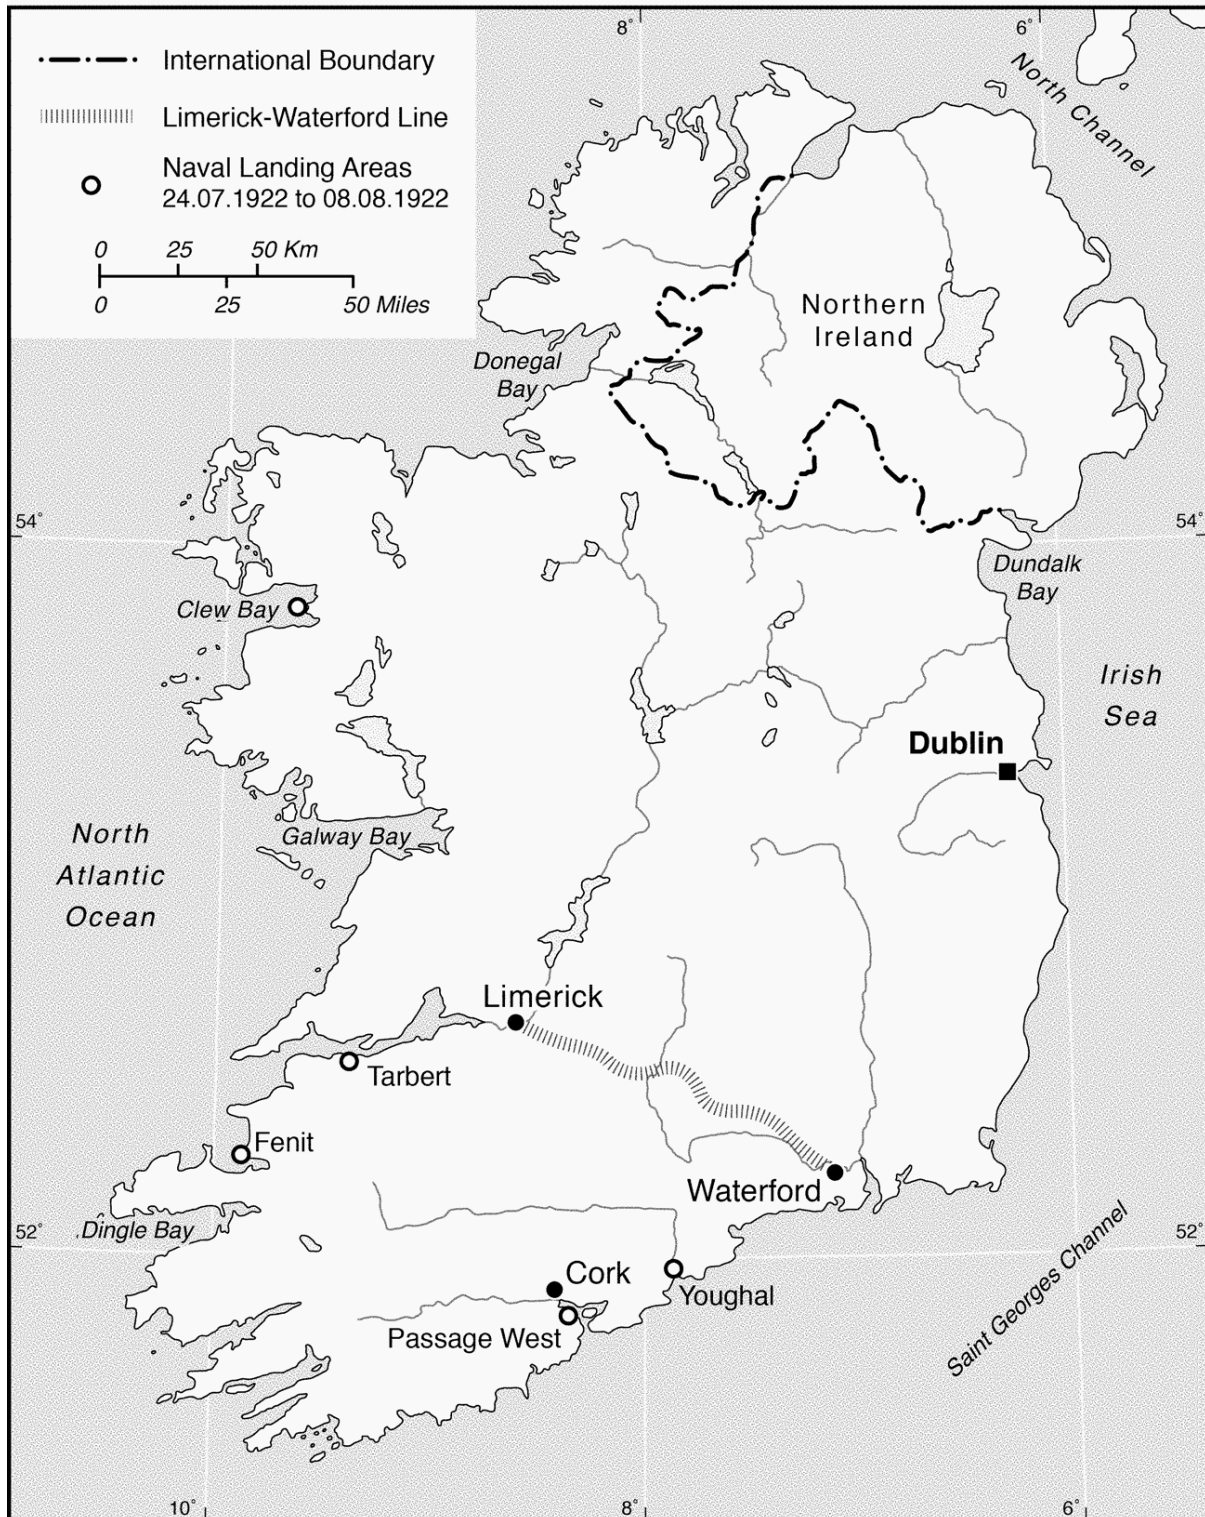 International Boundary
Limerick-Waterford Line
Naval Landing Areas
24.07.1922 to 08.08.1922
0 25 50 Km
0 25 50 Miles
8°
6°
North Channel
Northern
Ireland
Donegal
Bay
54°
54°
Dundalk
Bay
Clew Bay
Irish
Sea
Dublin
North
Atlantic
Ocean
Galway Bay
Limerick
Tarbert
Fenit
Waterford
Dingle Bay
52°
52°
Cork
Youghal
Passage West
Saint Georges Channel
10°
8°
6°